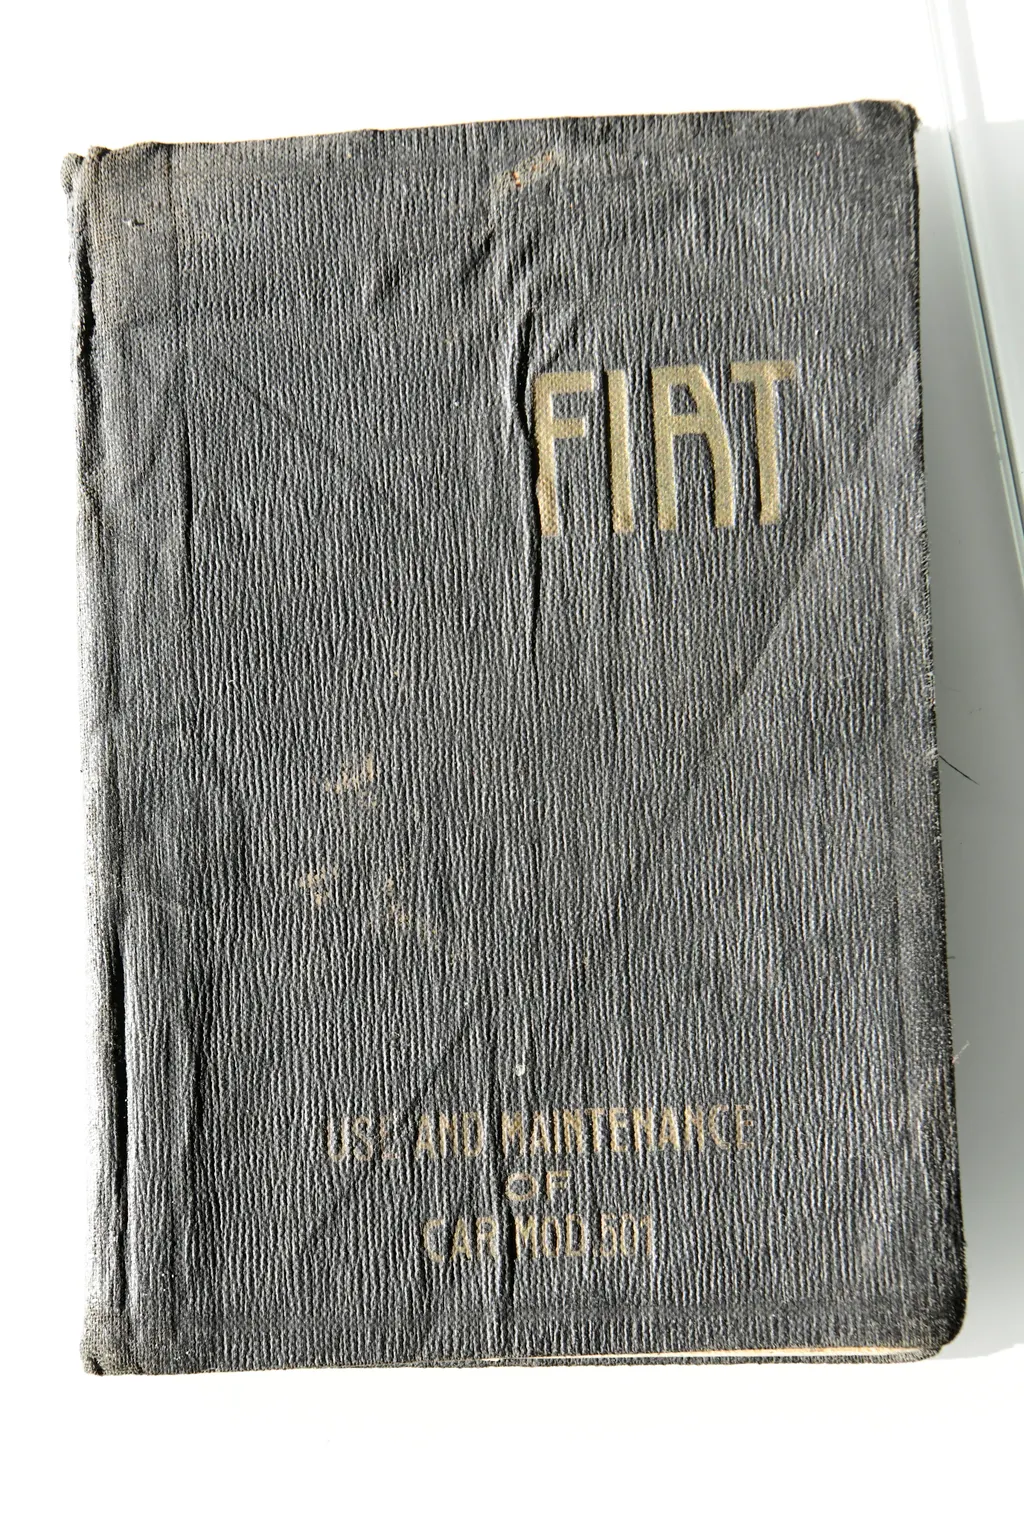 FIAT
USE AND MAINTENANCE
OF
CAR MOD. 501